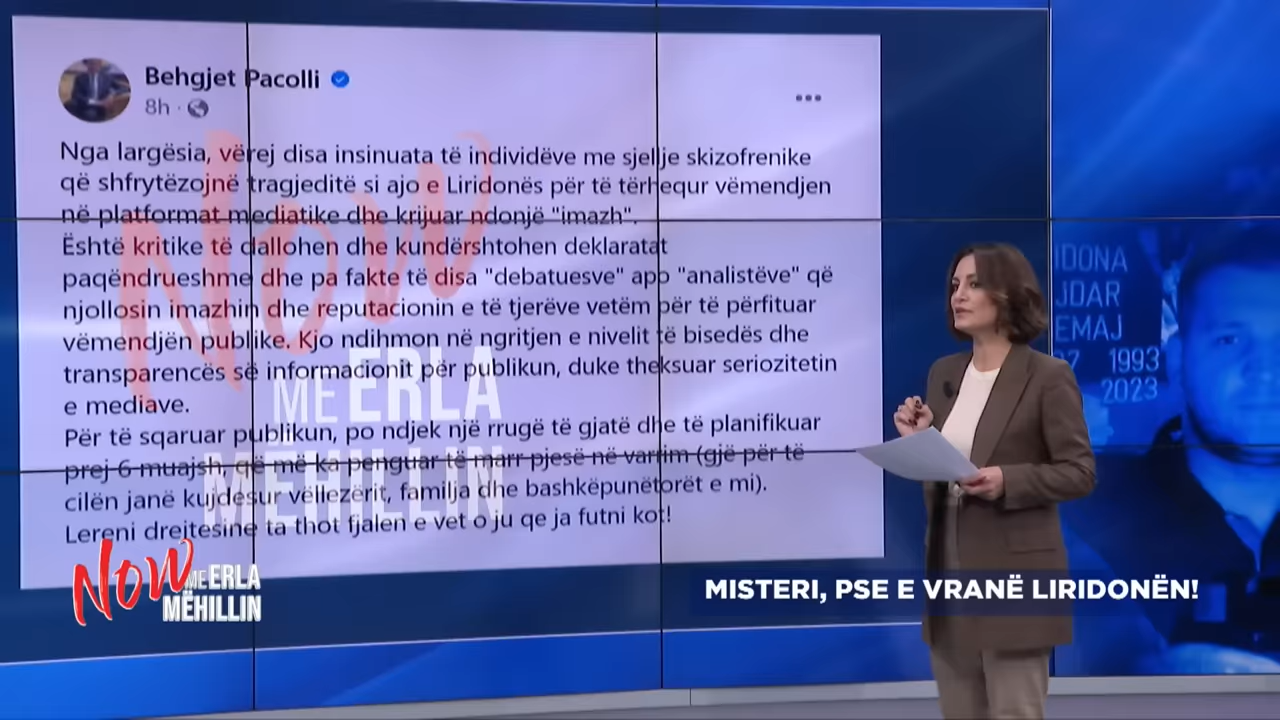 Behgjet Pacolli
8h
Nga largësia, vërej disa insinuata të individëve me sjellje skizofrenike
që shfrytëzojnë tragjeditë si ajo e Liridonës për të tërhequr vëmendjen
në platformat mediatike dhe krijuar ndonjë "imazh".
Është kritike të dallohen dhe kundërshtohen deklaratat
paqëndrueshme dhe pa fakte të disa "debatuesve" apo "analistëve" që
njollosin imazhin dhe reputacionin e të tjerëve vetëm për të përfituar
vëmendjën publike. Kjo ndihmon në ngritjen e nivelit të bisedës dhe
transparencës së informacionit për publikun, duke theksuar seriozitetin
e mediave.
Për të sqaruar publikun, po ndjek një rrugë të gjatë dhe të planifikuar
prej 6 muajsh, që më ka penguar të marr pjesë në varrim (gjë për të
cilën janë kujdesur vëllezërit, familja dhe bashkëpunëtorët e mi).
Lereni drejtesine ta thot fjalen e vet o ju qe ja futni kot!
NOW
ME ERLA
MËHILLIN
IDONA
JDAR
EMAJ
1993
2023
NOW ME ERLA
MËHILLIN
MISTERI, PSE E VRANË LIRIDONËN!